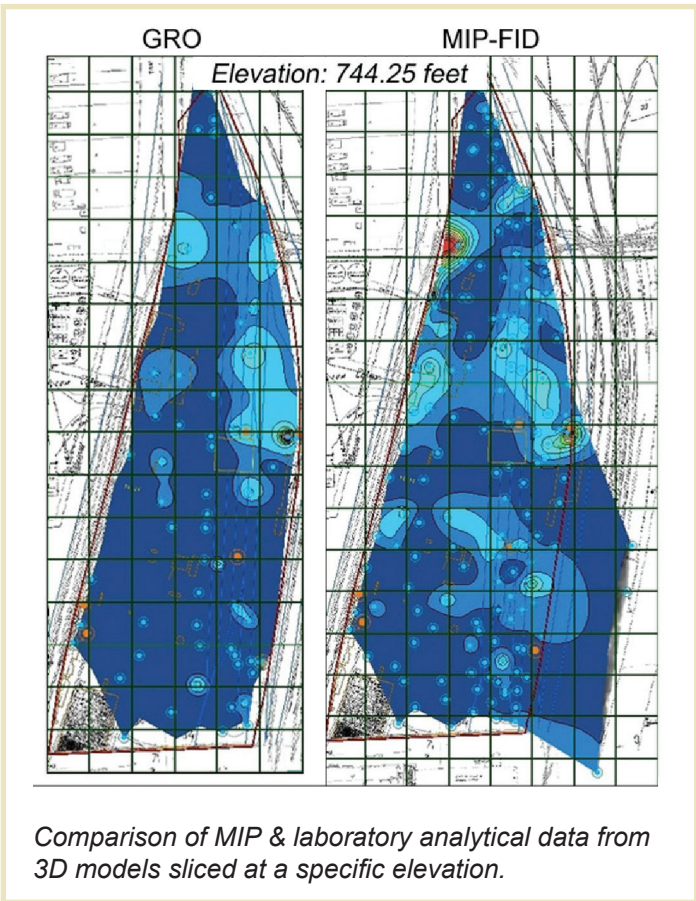 GRO MIP-FID
Elevation: 744.25 feet
Comparison of MIP & laboratory analytical data from
3D models sliced at a specific elevation.